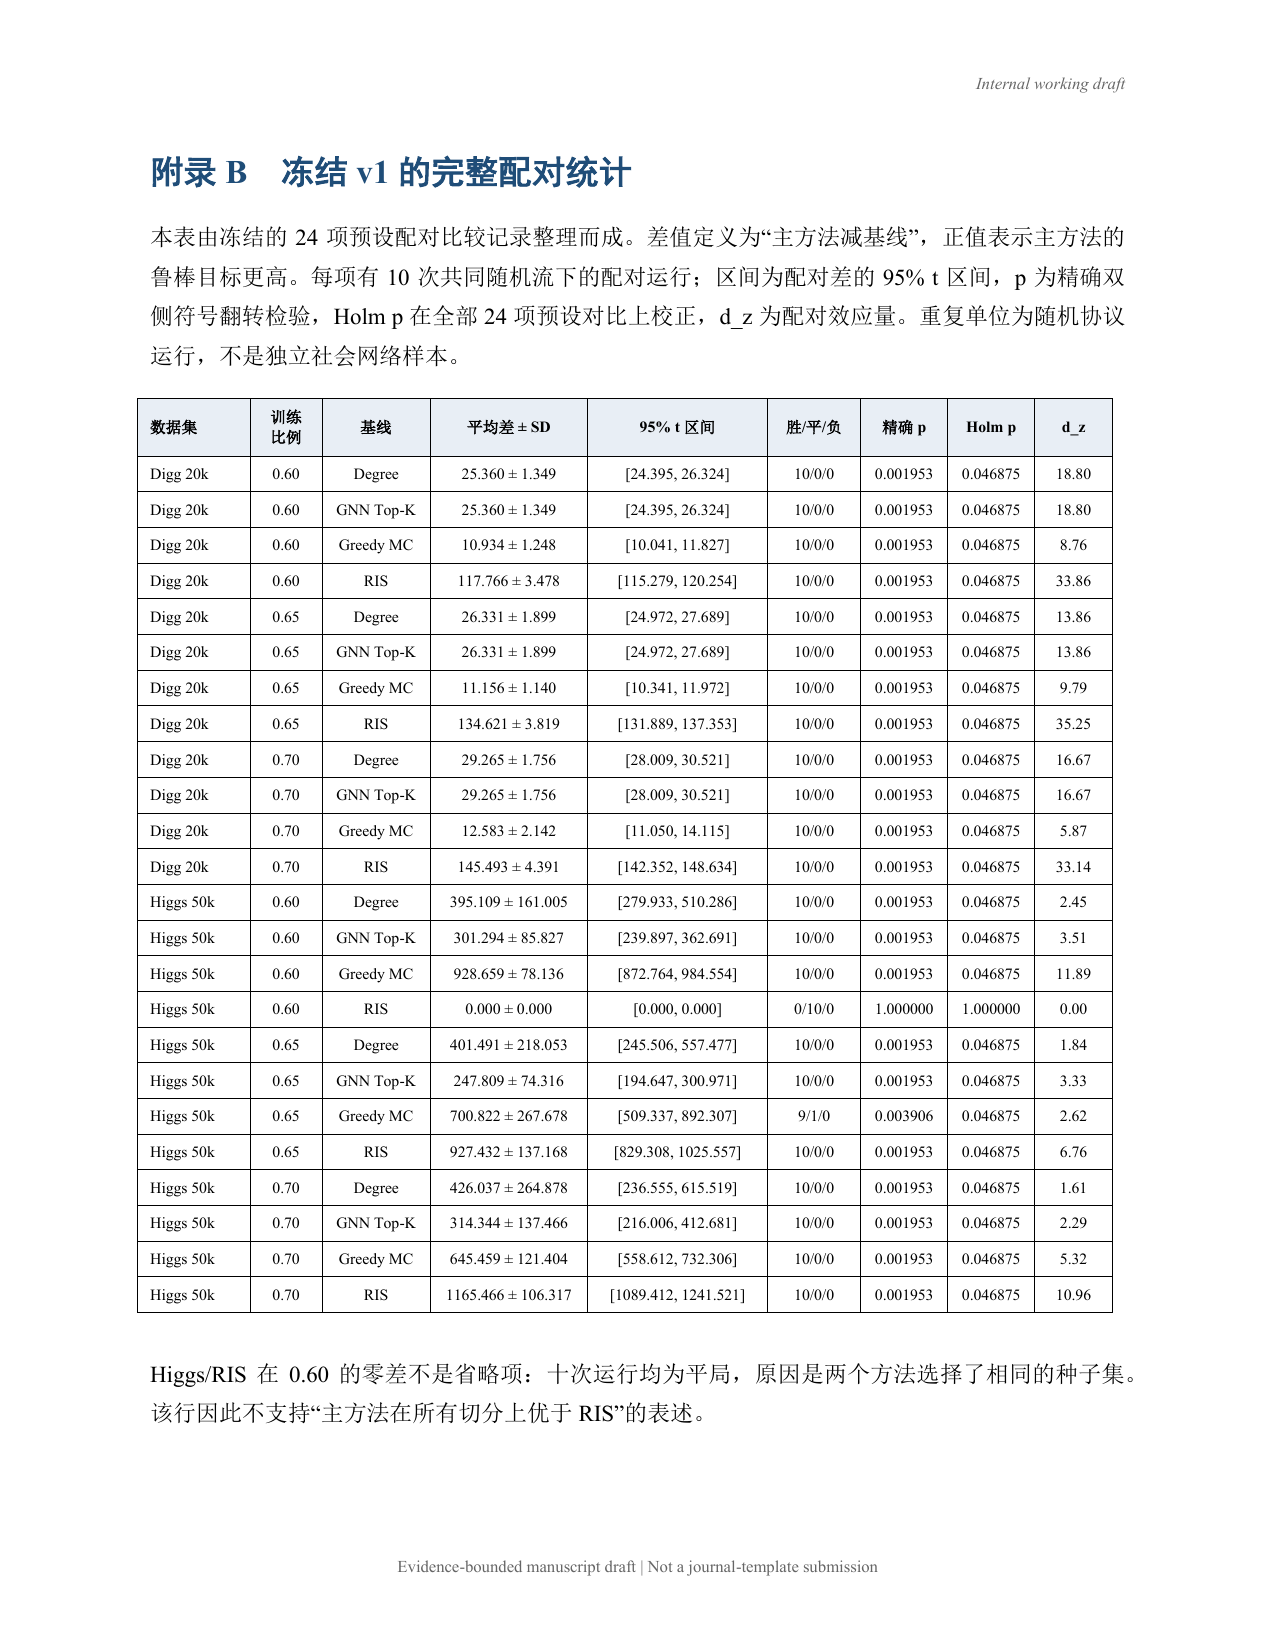 Internal working draft
附录 B 冻结 v1 的完整配对统计
本表由冻结的 24 项预设配对比较记录整理而成。差值定义为“主方法减基线”，正值表示主方法的
鲁棒目标更高。每项有 10 次共同随机流下的配对运行；区间为配对差的 95% t 区间，p 为精确双
侧符号翻转检验，Holm p 在全部 24 项预设对比上校正，d_z 为配对效应量。重复单位为随机协议
运行，不是独立社会网络样本。
数据集 训练比例 基线 平均差 ± SD 95% t 区间 胜/平/负 精确 p Holm p d_z
Digg 20k 0.60 Degree 25.360 ± 1.349 [24.395, 26.324] 10/0/0 0.001953 0.046875 18.80
Digg 20k 0.60 GNN Top-K 25.360 ± 1.349 [24.395, 26.324] 10/0/0 0.001953 0.046875 18.80
Digg 20k 0.60 Greedy MC 10.934 ± 1.248 [10.041, 11.827] 10/0/0 0.001953 0.046875 8.76
Digg 20k 0.60 RIS 117.766 ± 3.478 [115.279, 120.254] 10/0/0 0.001953 0.046875 33.86
Digg 20k 0.65 Degree 26.331 ± 1.899 [24.972, 27.689] 10/0/0 0.001953 0.046875 13.86
Digg 20k 0.65 GNN Top-K 26.331 ± 1.899 [24.972, 27.689] 10/0/0 0.001953 0.046875 13.86
Digg 20k 0.65 Greedy MC 11.156 ± 1.140 [10.341, 11.972] 10/0/0 0.001953 0.046875 9.79
Digg 20k 0.65 RIS 134.621 ± 3.819 [131.889, 137.353] 10/0/0 0.001953 0.046875 35.25
Digg 20k 0.70 Degree 29.265 ± 1.756 [28.009, 30.521] 10/0/0 0.001953 0.046875 16.67
Digg 20k 0.70 GNN Top-K 29.265 ± 1.756 [28.009, 30.521] 10/0/0 0.001953 0.046875 16.67
Digg 20k 0.70 Greedy MC 12.583 ± 2.142 [11.050, 14.115] 10/0/0 0.001953 0.046875 5.87
Digg 20k 0.70 RIS 145.493 ± 4.391 [142.352, 148.634] 10/0/0 0.001953 0.046875 33.14
Higgs 50k 0.60 Degree 395.109 ± 161.005 [279.933, 510.286] 10/0/0 0.001953 0.046875 2.45
Higgs 50k 0.60 GNN Top-K 301.294 ± 85.827 [239.897, 362.691] 10/0/0 0.001953 0.046875 3.51
Higgs 50k 0.60 Greedy MC 928.659 ± 78.136 [872.764, 984.554] 10/0/0 0.001953 0.046875 11.89
Higgs 50k 0.60 RIS 0.000 ± 0.000 [0.000, 0.000] 0/10/0 1.000000 1.000000 0.00
Higgs 50k 0.65 Degree 401.491 ± 218.053 [245.506, 557.477] 10/0/0 0.001953 0.046875 1.84
Higgs 50k 0.65 GNN Top-K 247.809 ± 74.316 [194.647, 300.971] 10/0/0 0.001953 0.046875 3.33
Higgs 50k 0.65 Greedy MC 700.822 ± 267.678 [509.337, 892.307] 9/1/0 0.003906 0.046875 2.62
Higgs 50k 0.65 RIS 927.432 ± 137.168 [829.308, 1025.557] 10/0/0 0.001953 0.046875 6.76
Higgs 50k 0.70 Degree 426.037 ± 264.878 [236.555, 615.519] 10/0/0 0.001953 0.046875 1.61
Higgs 50k 0.70 GNN Top-K 314.344 ± 137.466 [216.006, 412.681] 10/0/0 0.001953 0.046875 2.29
Higgs 50k 0.70 Greedy MC 645.459 ± 121.404 [558.612, 732.306] 10/0/0 0.001953 0.046875 5.32
Higgs 50k 0.70 RIS 1165.466 ± 106.317 [1089.412, 1241.521] 10/0/0 0.001953 0.046875 10.96
Higgs/RIS 在 0.60 的零差不是省略项：十次运行均为平局，原因是两个方法选择了相同的种子集。
该行因此不支持“主方法在所有切分上优于 RIS”的表述。
Evidence-bounded manuscript draft | Not a journal-template submission